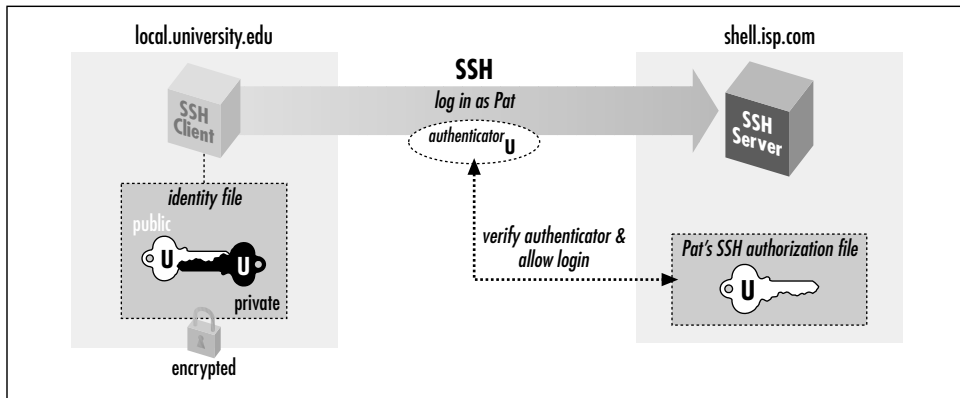 local.university.edu
shell.isp.com
SSH
log in as Pat
SSH
Client
authenticator U
SSH
Server
identity file
public
U
U
private
encrypted
verify authenticator &
allow login
Pat's SSH authorization file
U